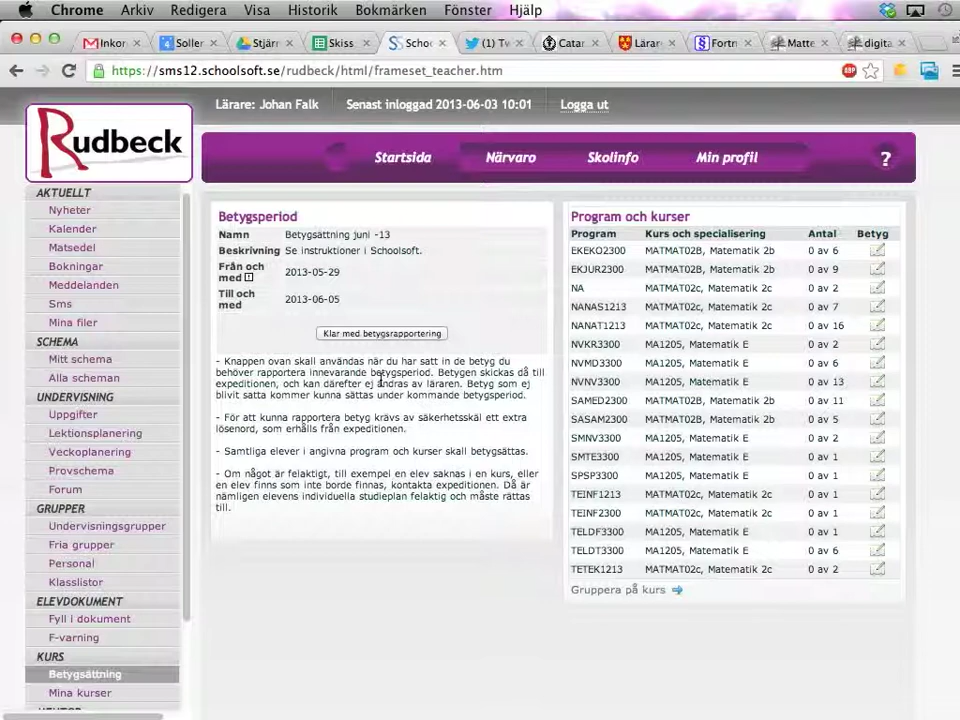 Chrome Arkiv Redigera Visa Historik Bokmärken Fönster Hjälp
Inkor Soller Stjärr Skiss Scho (1) Tw Catar Lärare Fortr Matte digita
https://sms12.schoolsoft.se/rudbeck/html/frameset_teacher.htm
ABP
Lärare: Johan Falk Senast inloggad 2013-06-03 10:01 Logga ut
Rudbeck
Startsida Närvaro Skolinfo Min profil ?
AKTUELLT
Nyheter
Kalender
Matsedel
Bokningar
Meddelanden
Sms
Mina filer
SCHEMA
Mitt schema
Alla scheman
UNDERVISNING
Uppgifter
Lektionsplanering
Veckoplanering
Provschema
Forum
GRUPPER
Undervisningsgrupper
Fria grupper
Personal
Klasslistor
ELEVDOKUMENT
Fyll i dokument
F-varning
KURS
Betygsättning
Mina kurser
Betygsperiod
Namn Betygsättning juni -13
Beskrivning Se instruktioner i Schoolsoft.
Från och
med 2013-05-29
Till och
med 2013-06-05
Klar med betygsrapportering
- Knappen ovan skall användas när du har satt in de betyg du
behöver rapportera innevarande betygsperiod. Betygen skickas då till
expeditionen, och kan därefter ej ändras av läraren. Betyg som ej
blivit satta kommer kunna sättas under kommande betygsperiod.
- För att kunna rapportera betyg krävs av säkerhetsskäl ett extra
lösenord, som erhålls från expeditionen.
- Samtliga elever i angivna program och kurser skall betygsättas.
- Om något är felaktigt, till exempel en elev saknas i en kurs, eller
en elev finns som inte borde finnas, kontakta expeditionen. Då är
nämligen elevens individuella studieplan felaktig och måste rättas
till.
Program och kurser
Program Kurs och specialisering Antal Betyg
EKEKO2300 MATMAT02B, Matematik 2b 0 av 6
EKJUR2300 MATMAT02B, Matematik 2b 0 av 9
NA MATMAT02c, Matematik 2c 0 av 2
NANAS1213 MATMAT02c, Matematik 2c 0 av 7
NANAT1213 MATMAT02c, Matematik 2c 0 av 16
NVKR3300 MA1205, Matematik E 0 av 2
NVMD3300 MA1205, Matematik E 0 av 6
NVNV3300 MA1205, Matematik E 0 av 13
SAMED2300 MATMAT02B, Matematik 2b 0 av 11
SASAM2300 MATMAT02B, Matematik 2b 0 av 5
SMNV3300 MA1205, Matematik E 0 av 2
SMTE3300 MA1205, Matematik E 0 av 1
SPSP3300 MA1205, Matematik E 0 av 1
TEINF1213 MATMAT02c, Matematik 2c 0 av 1
TEINF2300 MATMAT02c, Matematik 2c 0 av 1
TELDF3300 MA1205, Matematik E 0 av 1
TELDT3300 MA1205, Matematik E 0 av 6
TETEK1213 MATMAT02c, Matematik 2c 0 av 2
Gruppera på kurs